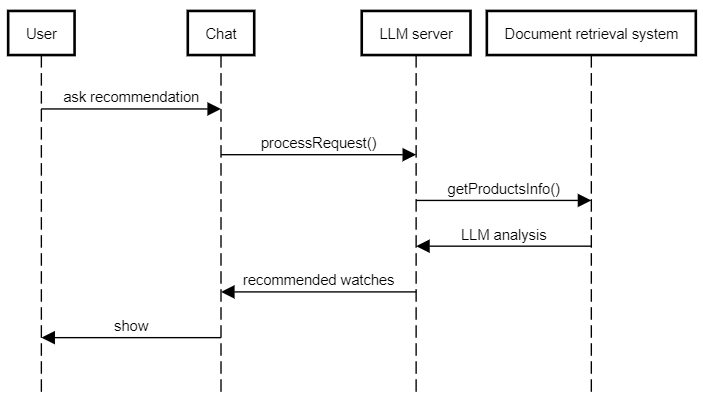 User
Chat
LLM server
Document retrieval system
ask recommendation
processRequest()
getProductsInfo()
LLM analysis
recommended watches
show